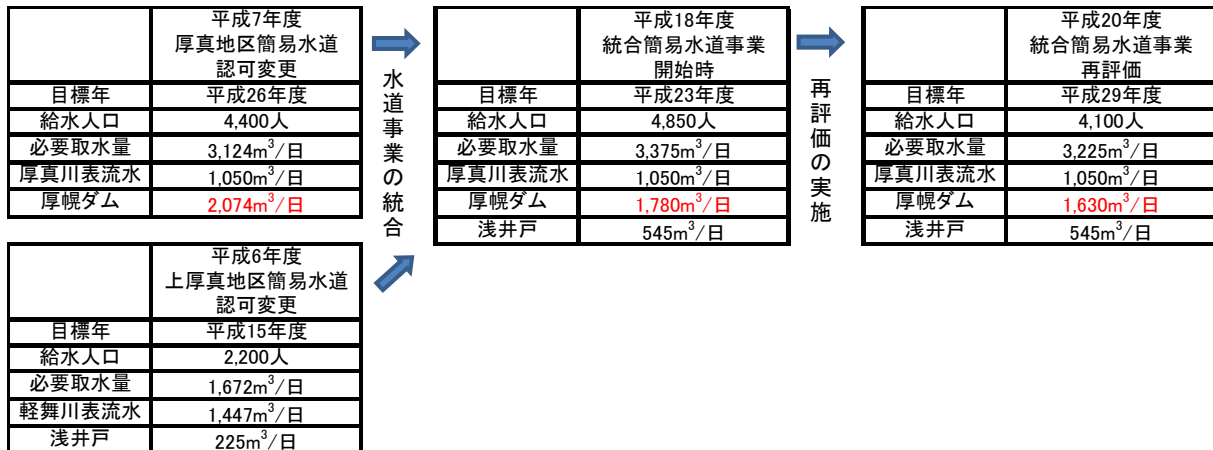 平成7年度
厚真地区簡易水道
認可変更
目標年 平成26年度
給水人口 4,400人
必要取水量 3,124m³/日
厚真川表流水 1,050m³/日
厚幌ダム 2,074m³/日
平成6年度
上厚真地区簡易水道
認可変更
目標年 平成15年度
給水人口 2,200人
必要取水量 1,672m³/日
軽舞川表流水 1,447m³/日
浅井戸 225m³/日
水道事業の統合
平成18年度
統合簡易水道事業
開始時
目標年 平成23年度
給水人口 4,850人
必要取水量 3,375m³/日
厚真川表流水 1,050m³/日
厚幌ダム 1,780m³/日
浅井戸 545m³/日
再評価の実施
平成20年度
統合簡易水道事業
再評価
目標年 平成29年度
給水人口 4,100人
必要取水量 3,225m³/日
厚真川表流水 1,050m³/日
厚幌ダム 1,630m³/日
浅井戸 545m³/日